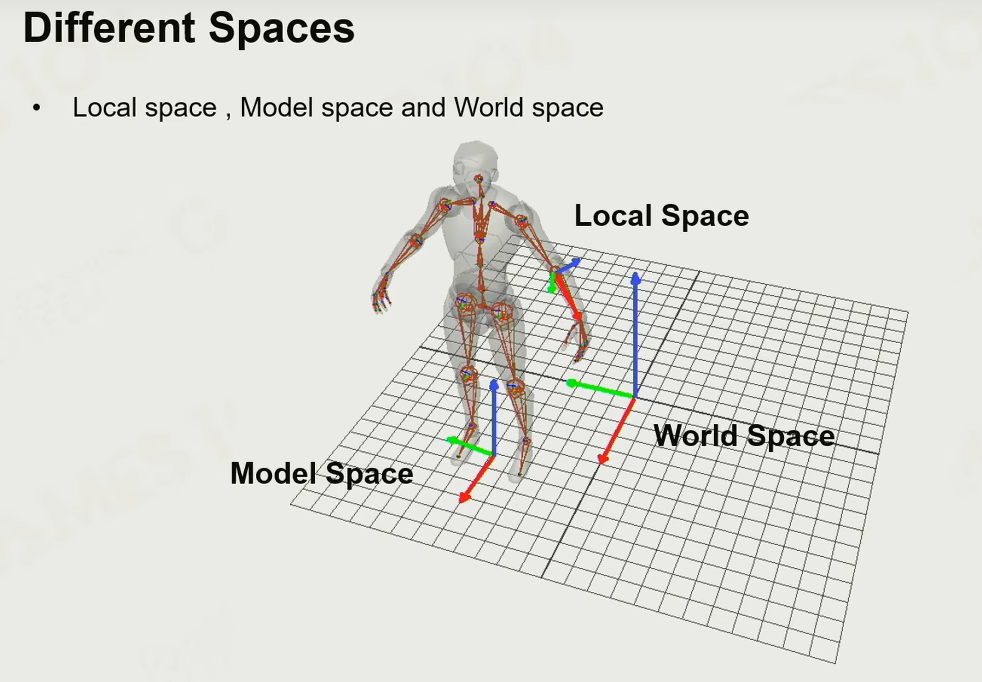 Different Spaces
• Local space , Model space and World space
Local Space
World Space
Model Space